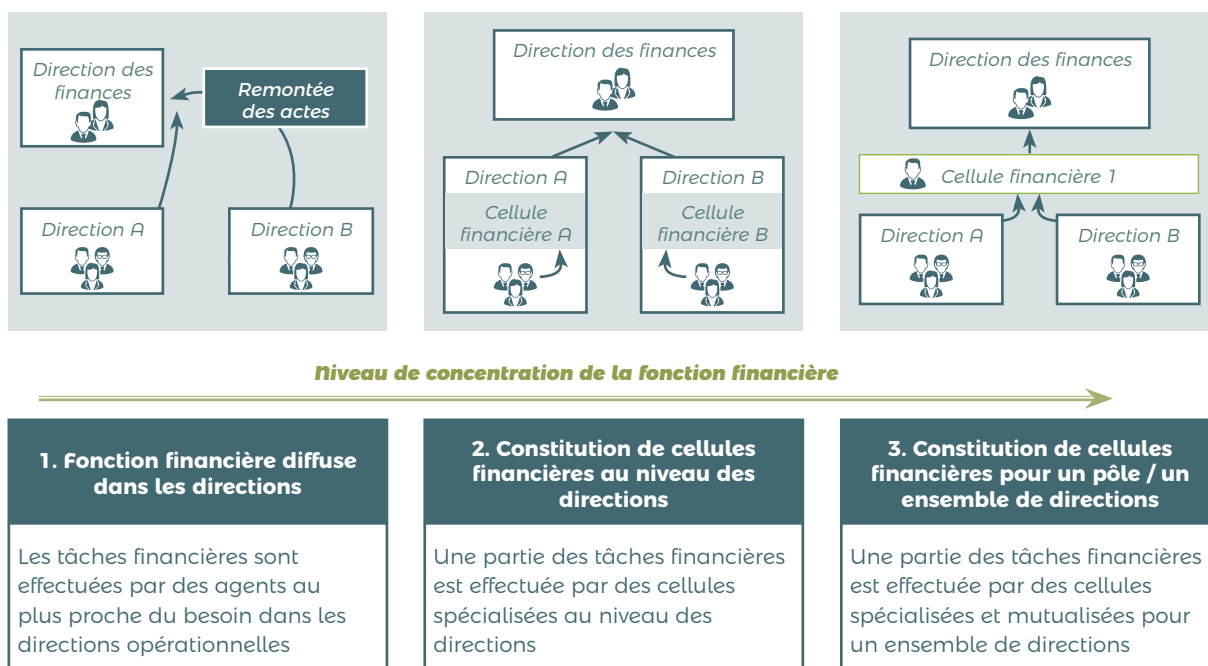 Direction des
finances
Remontée
des actes
Direction A
Direction B
Direction des finances
Direction A
Cellule
financière A
Direction B
Cellule
financière B
Direction des finances
Cellule financière 1
Direction A
Direction B
Niveau de concentration de la fonction financière
1. Fonction financière diffuse
dans les directions
Les tâches financières sont
effectuées par des agents au
plus proche du besoin dans les
directions opérationnelles
2. Constitution de cellules
financières au niveau des
directions
Une partie des tâches financières
est effectuée par des cellules
spécialisées au niveau des
directions
3. Constitution de cellules
financières pour un pôle / un
ensemble de directions
Une partie des tâches financières
est effectuée par des cellules
spécialisées et mutualisées pour
un ensemble de directions